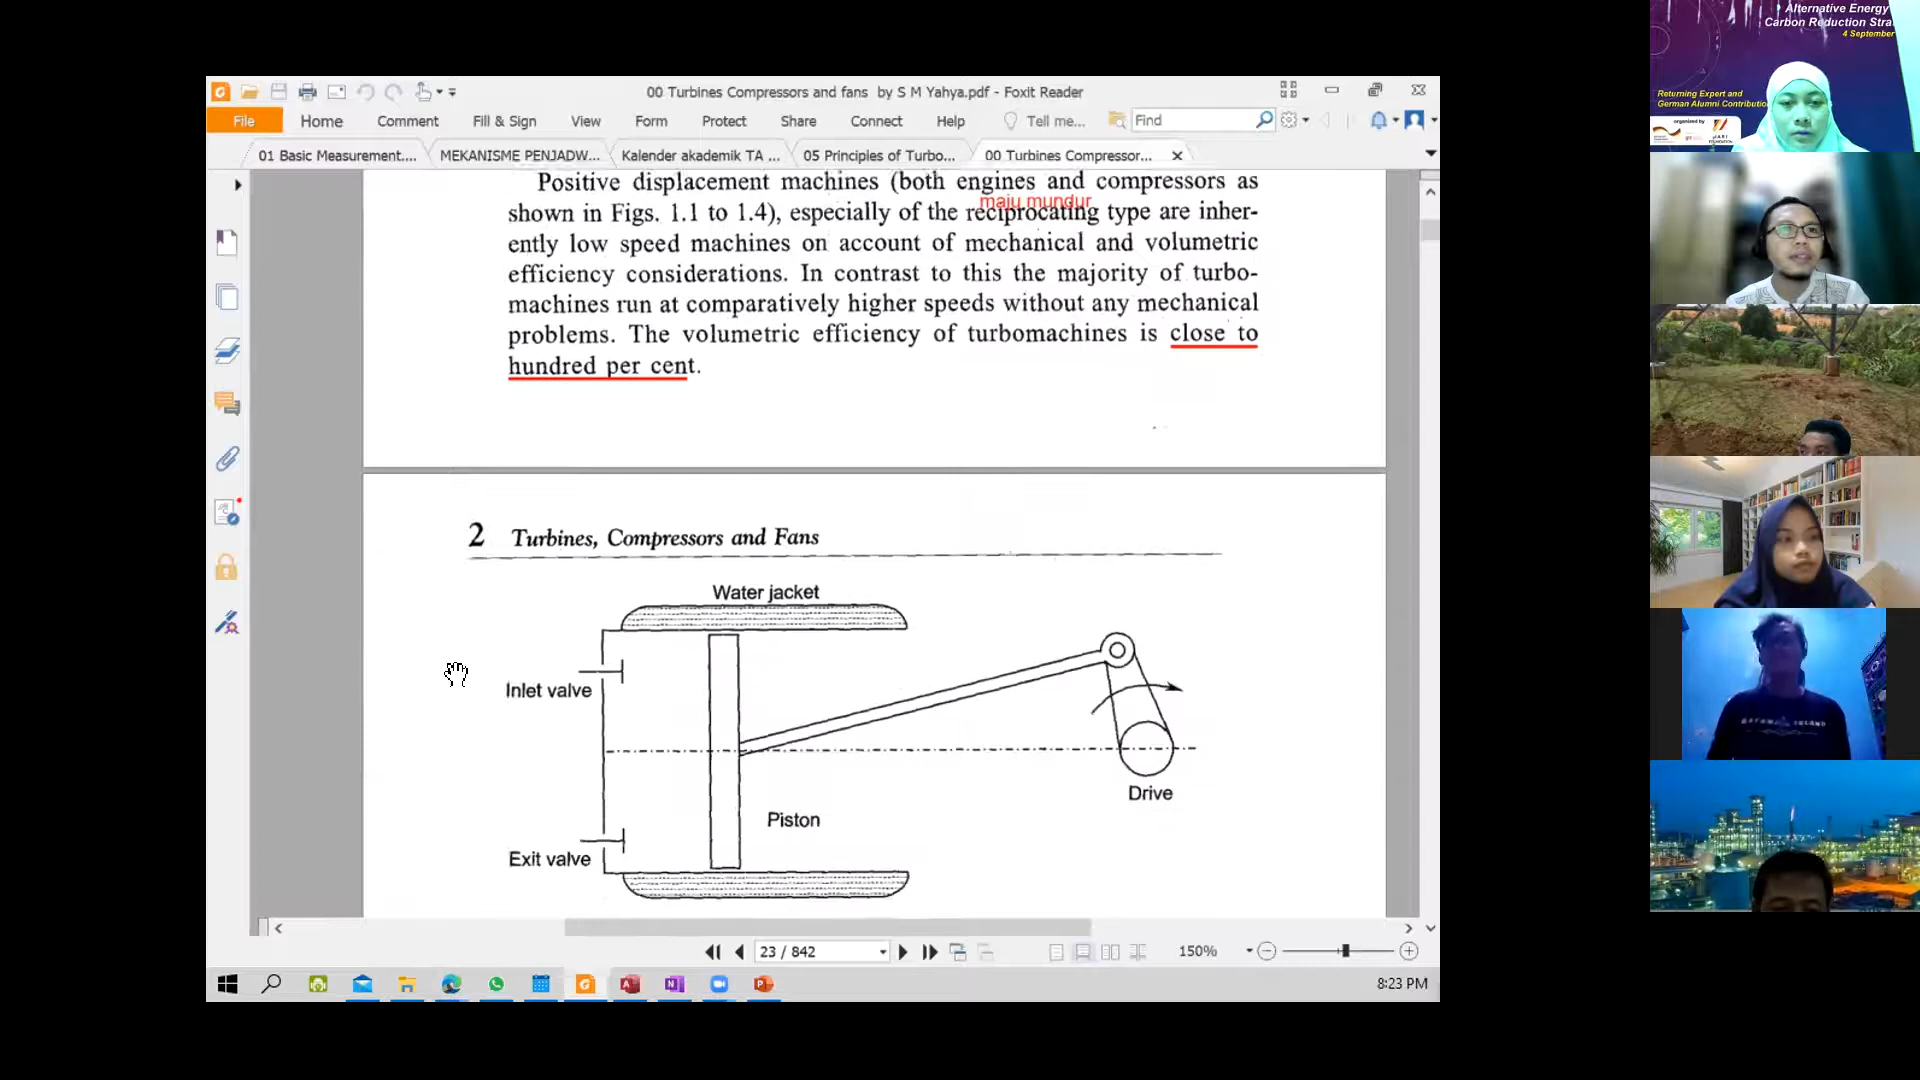 00 Turbines Compressors and fans by S M Yahya.pdf - Foxit Reader
File Home Comment Fill & Sign View Form Protect Share Connect Help Tell me... Find
01 Basic Measurement.... MEKANISME PENJADW... Kalender akademik TA ... 05 Principles of Turbo... 00 Turbines Compressor...
Positive displacement machines (both engines and compressors as
maju mundur
shown in Figs. 1.1 to 1.4), especially of the reciprocating type are inher-
ently low speed machines on account of mechanical and volumetric
efficiency considerations. In contrast to this the majority of turbo-
machines run at comparatively higher speeds without any mechanical
problems. The volumetric efficiency of turbomachines is close to
hundred per cent.
2 Turbines, Compressors and Fans
Water jacket
Inlet valve
Drive
Piston
Exit valve
23 / 842
150%
8:23 PM
Alternative Energy
Carbon Reduction Stra
4 September
Returning Expert and
German Alumni Contributio
organized by